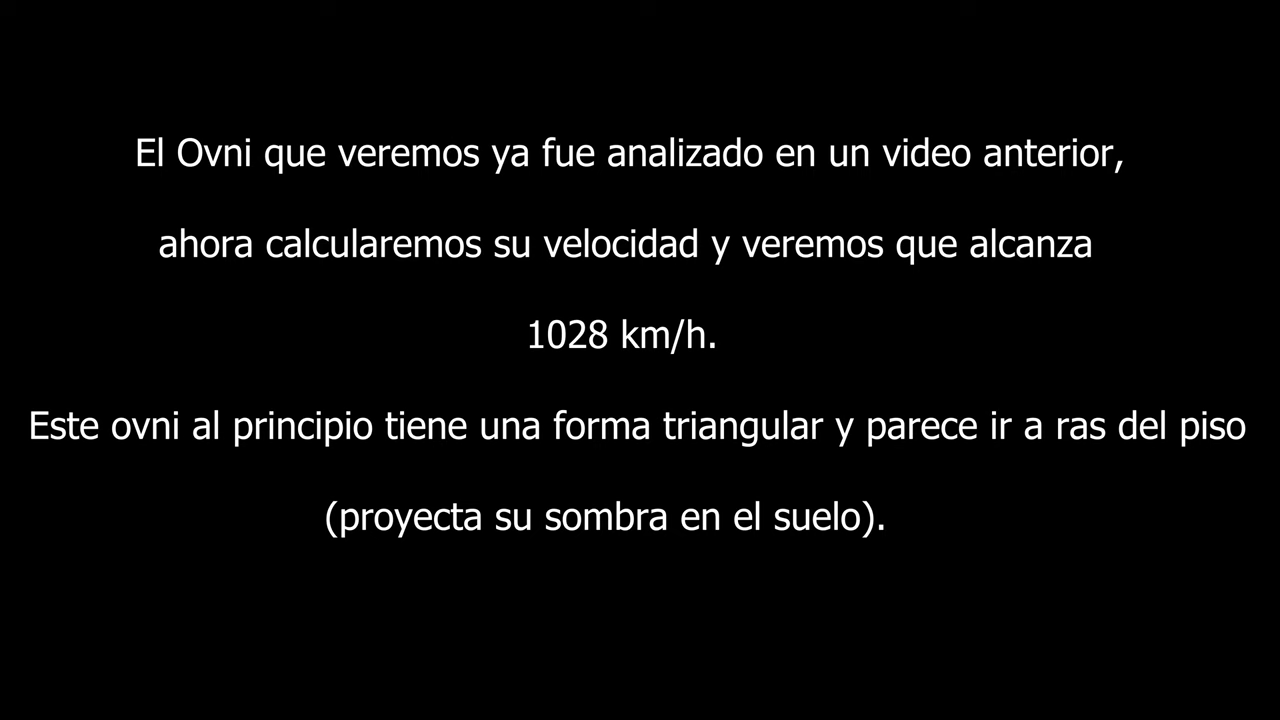 El Ovni que veremos ya fue analizado en un video anterior,
ahora calcularemos su velocidad y veremos que alcanza
1028 km/h.
Este ovni al principio tiene una forma triangular y parece ir a ras del piso
(proyecta su sombra en el suelo).